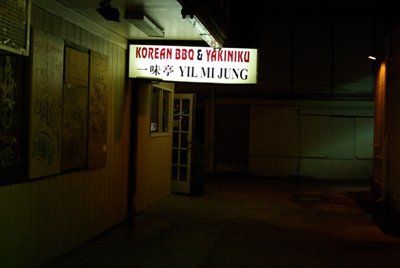 KOREAN BBQ & YAKINIKU
一味亭 YIL MI JUNG